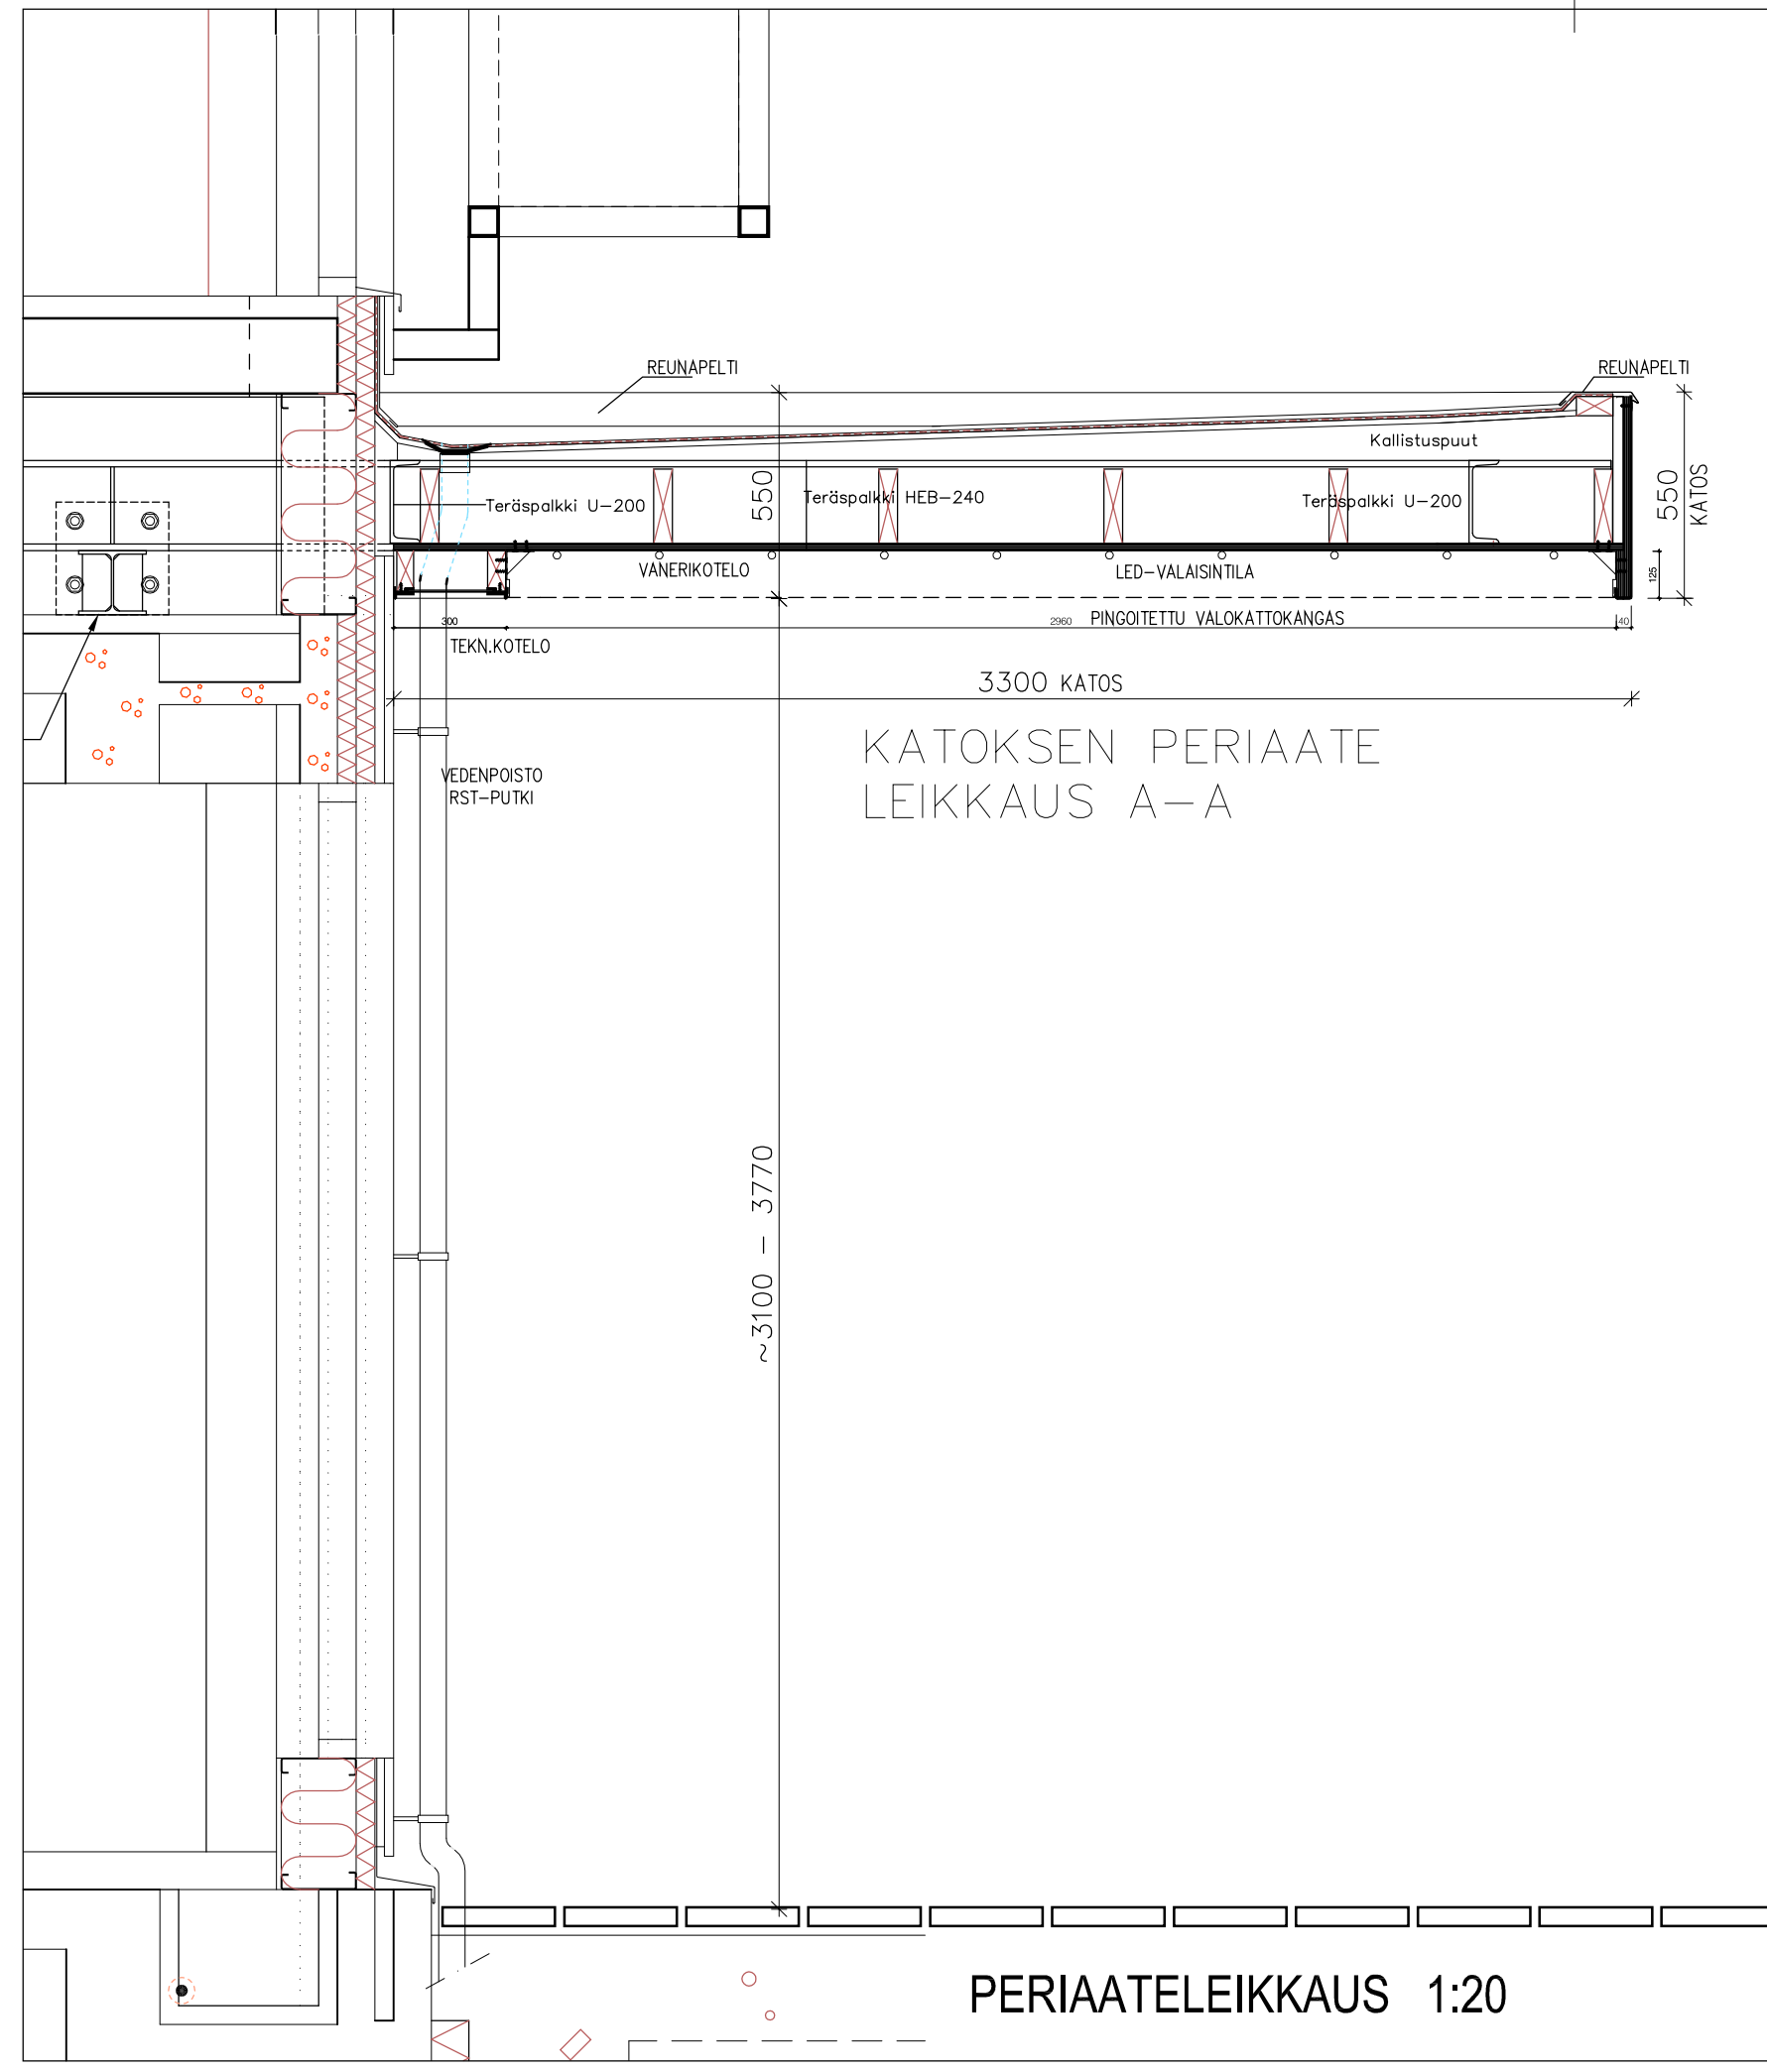 REUNAPELTI
REUNAPELTI
Kallistuspuut
550
Teräspalkki U-200
Teräspalkki HEB-240
Teräspalkki U-200
550
KATOS
VANERIKOTELO
LED-VALAISINTILA
125
300
2960
PINGOITETTU VALOKATTOKANGAS
40
TEKN.KOTELO
3300 KATOS
KATOKSEN PERIAATE
LEIKKAUS A-A
VEDENPOISTO
RST-PUTKI
~3100 - 3770
PERIAATELEIKKAUS 1:20